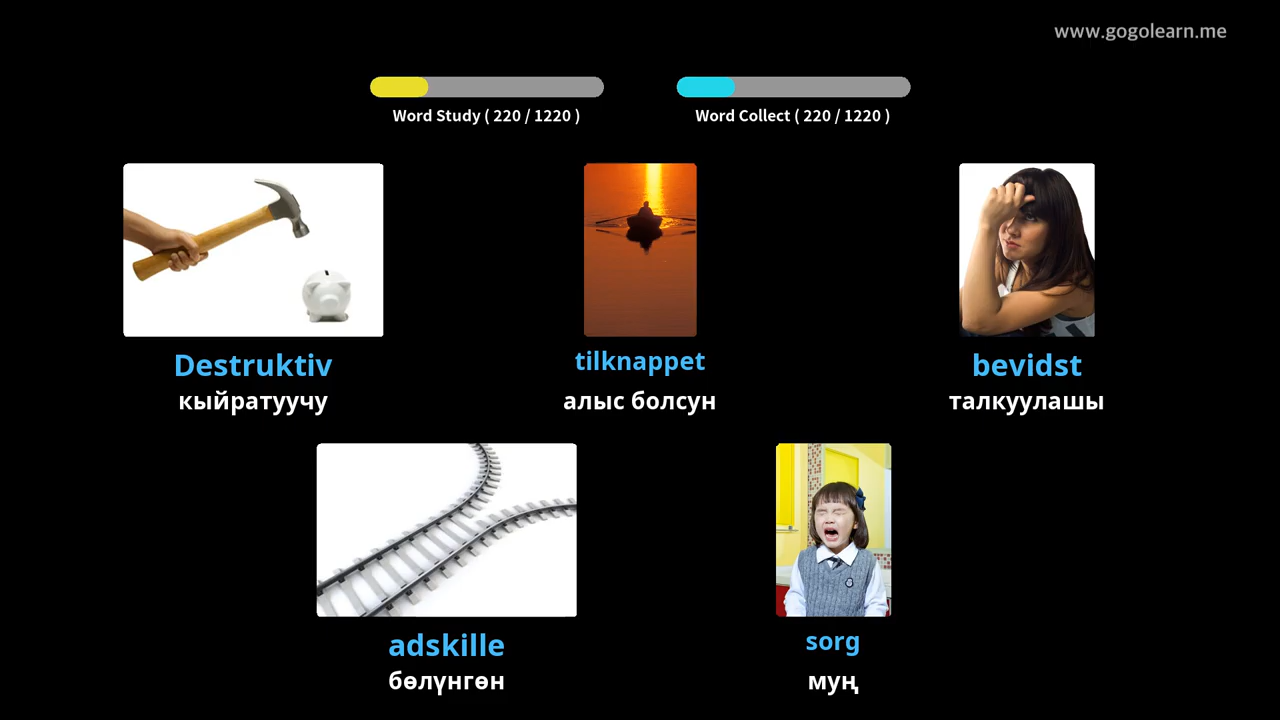 www.gogolearn.me
Word Study ( 220 / 1220 )
Word Collect ( 220 / 1220 )
Destruktiv
кыйратуучу
tilknappet
алыс болсун
bevidst
талкуулашы
adskille
бөлүнгөн
sorg
муң